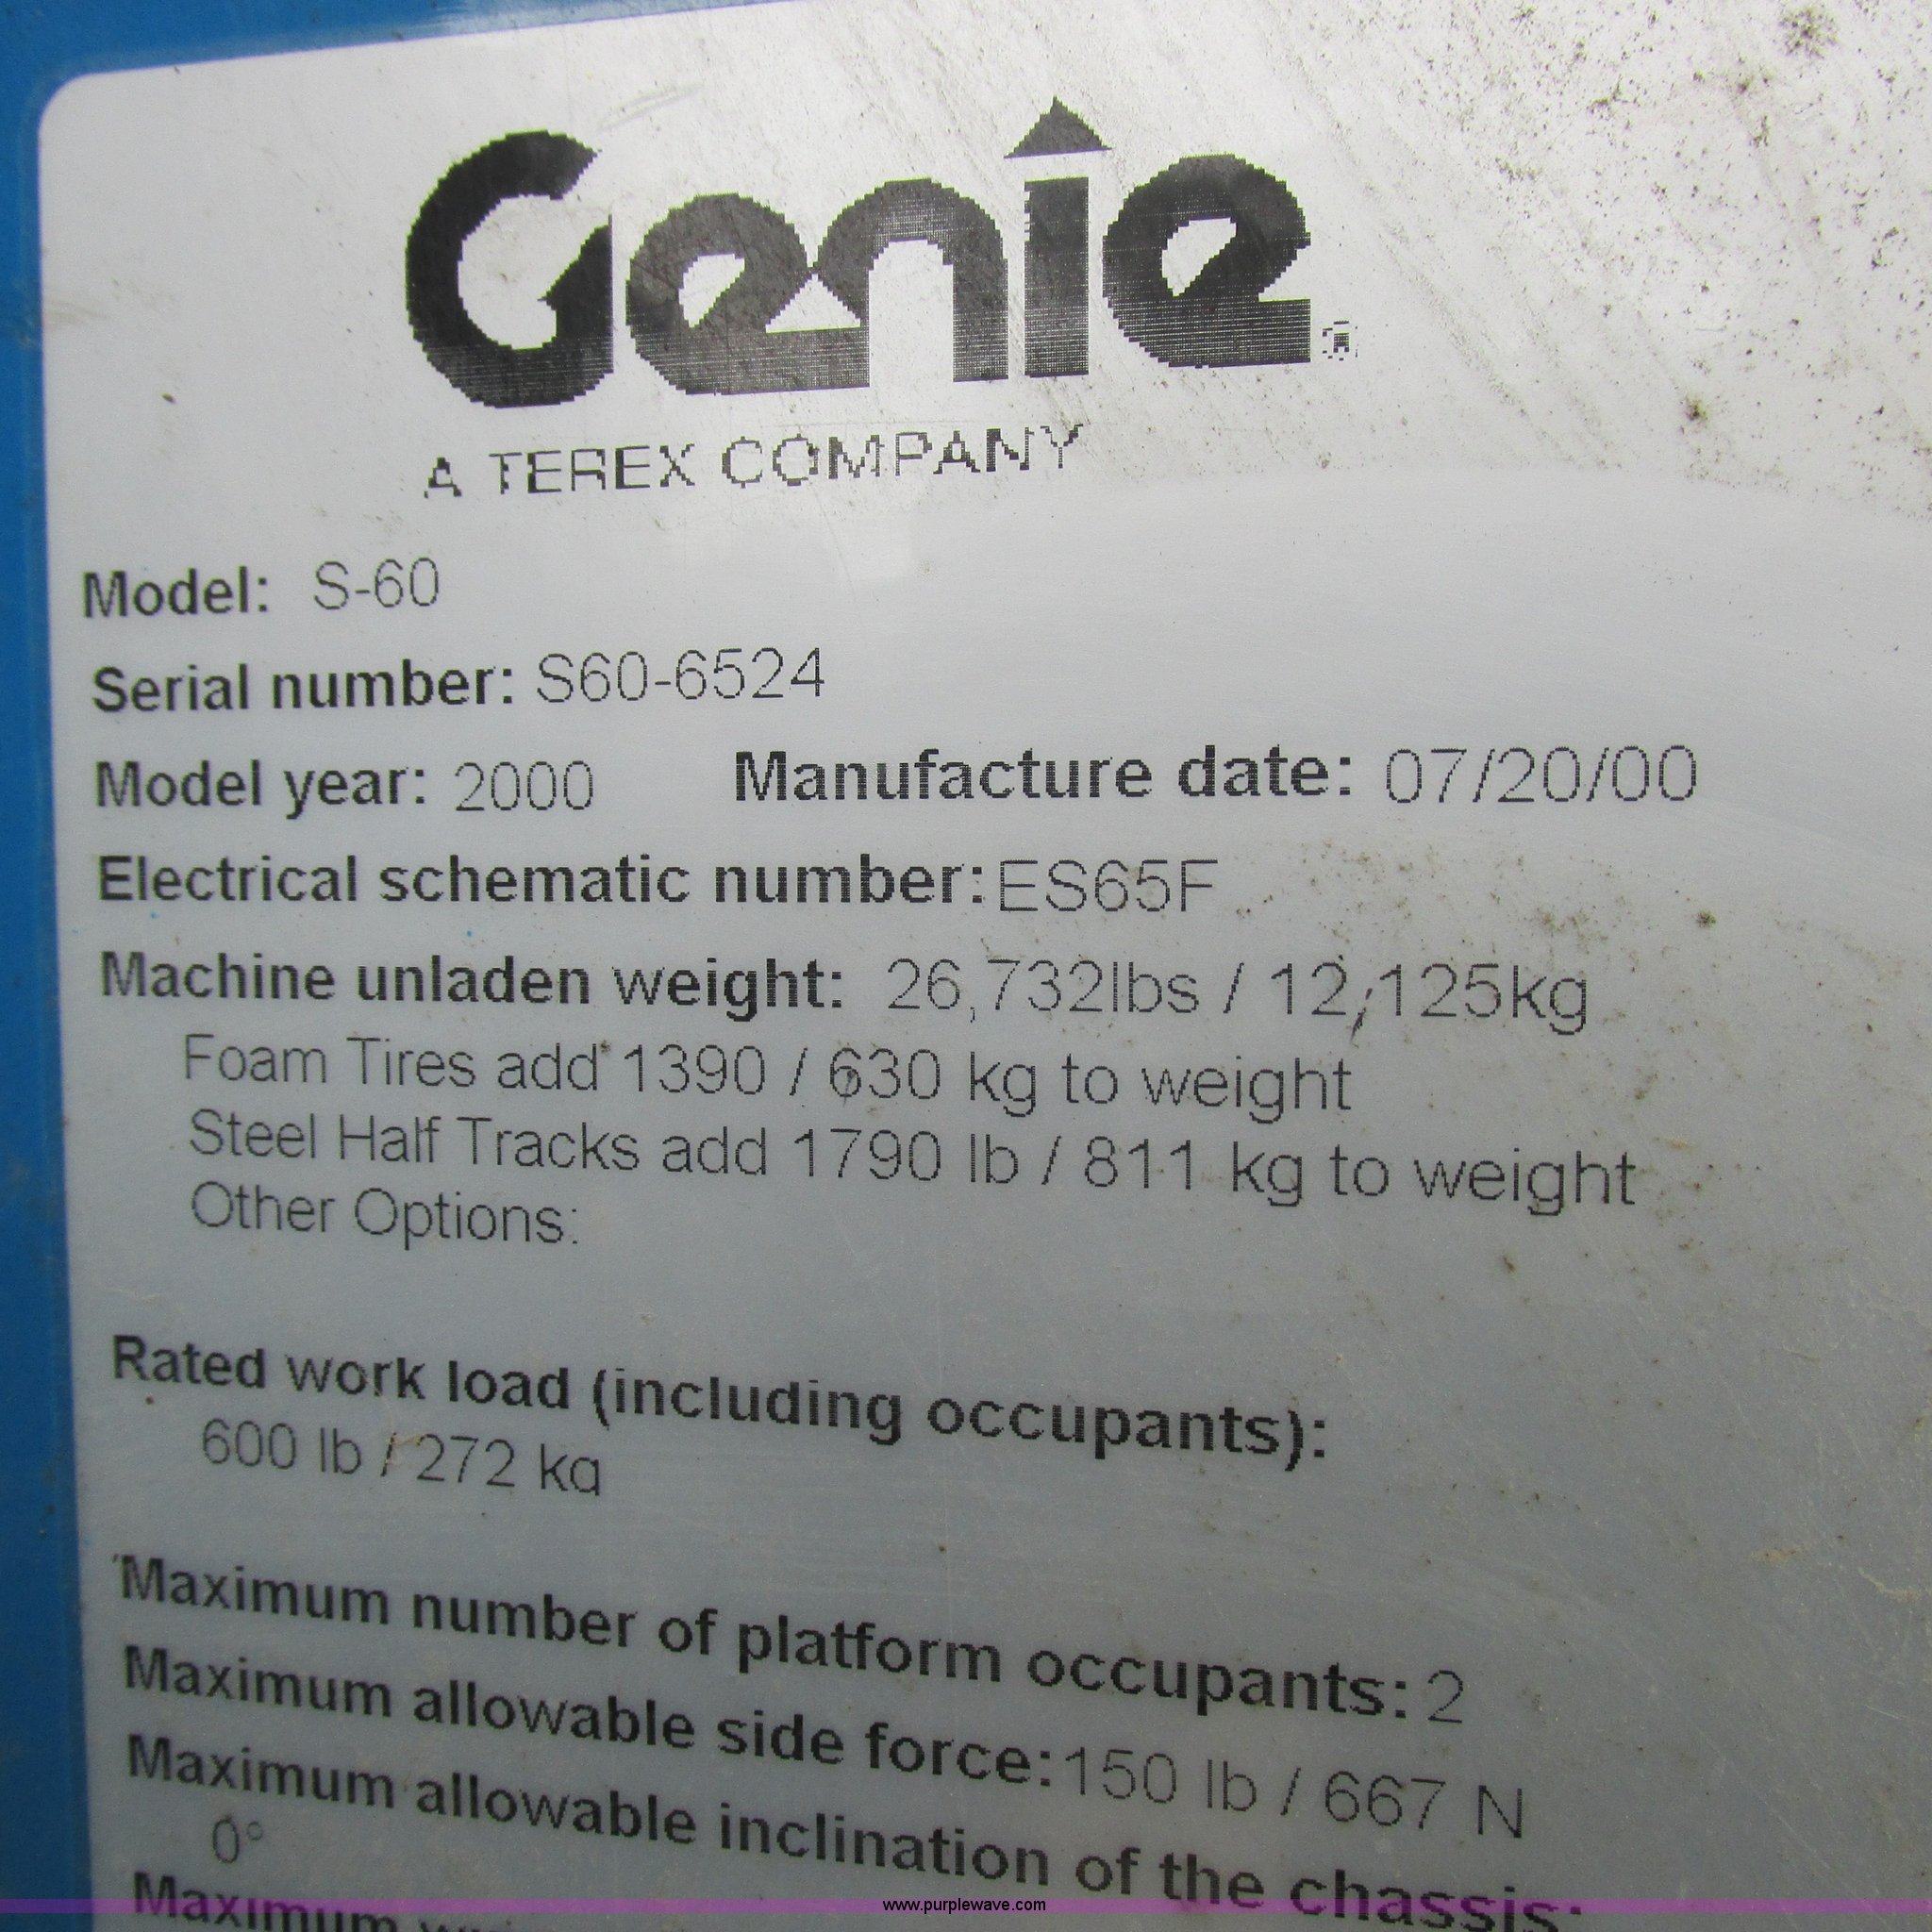 Genie®
A TEREX COMPANY
Model: S-60
Serial number: S60-6524
Model year: 2000 Manufacture date: 07/20/00
Electrical schematic number: ES65F
Machine unladen weight: 26,732lbs / 12,125kg
Foam Tires add 1390 / 630 kg to weight
Steel Half Tracks add 1790 lb / 811 kg to weight
Other Options:
Rated work load (including occupants):
600 lb / 272 kg
Maximum number of platform occupants: 2
Maximum allowable side force: 150 lb / 667 N
Maximum allowable inclination of the chassis:
0°
Maximum
www.purplewave.com